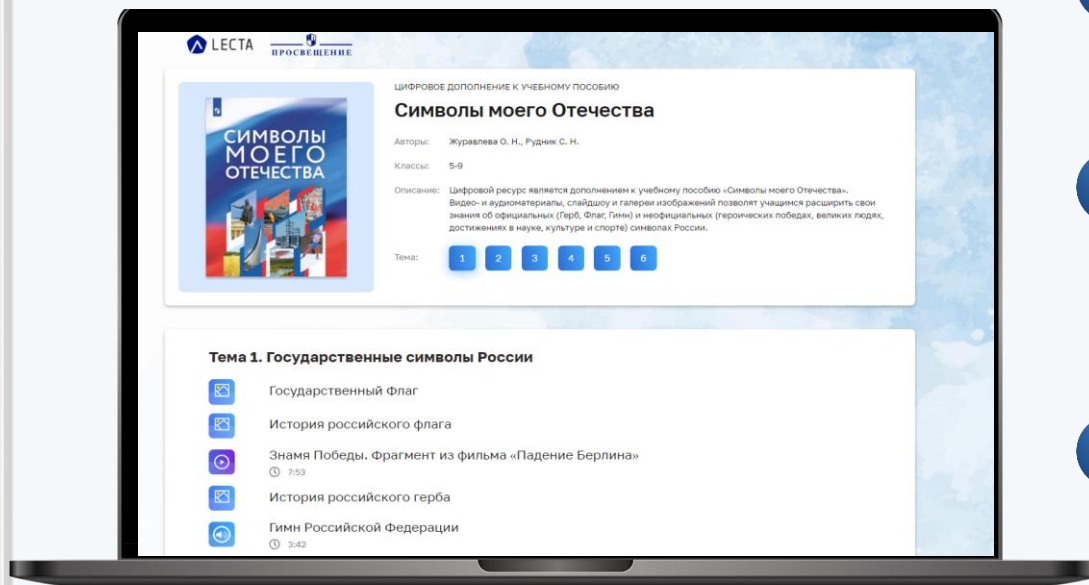 LECTA
ПРОСВЕЩЕНИЕ
ЦИФРОВОЕ ДОПОЛНЕНИЕ К УЧЕБНОМУ ПОСОБИЮ
Символы моего Отечества
СИМВОЛЫ
МОЕГО
ОТЕЧЕСТВА
Авторы: Журавлева О. Н., Рудник С. Н.
Классы: 5-9
Описание: Цифровой ресурс является дополнением к учебному пособию «Символы моего Отечества».
Видео- и аудиоматериалы, слайдшоу и галереи изображений позволят учащимся расширить свои
знания об официальных (Герб, Флаг, Гимн) и неофициальных (героических победах, великих людях,
достижениях в науке, культуре и спорте) символах России.
Тема: 1 2 3 4 5 6
Тема 1. Государственные символы России
Государственный Флаг
История российского флага
Знамя Победы. Фрагмент из фильма «Падение Берлина»
7:53
История российского герба
Гимн Российской Федерации
3:42